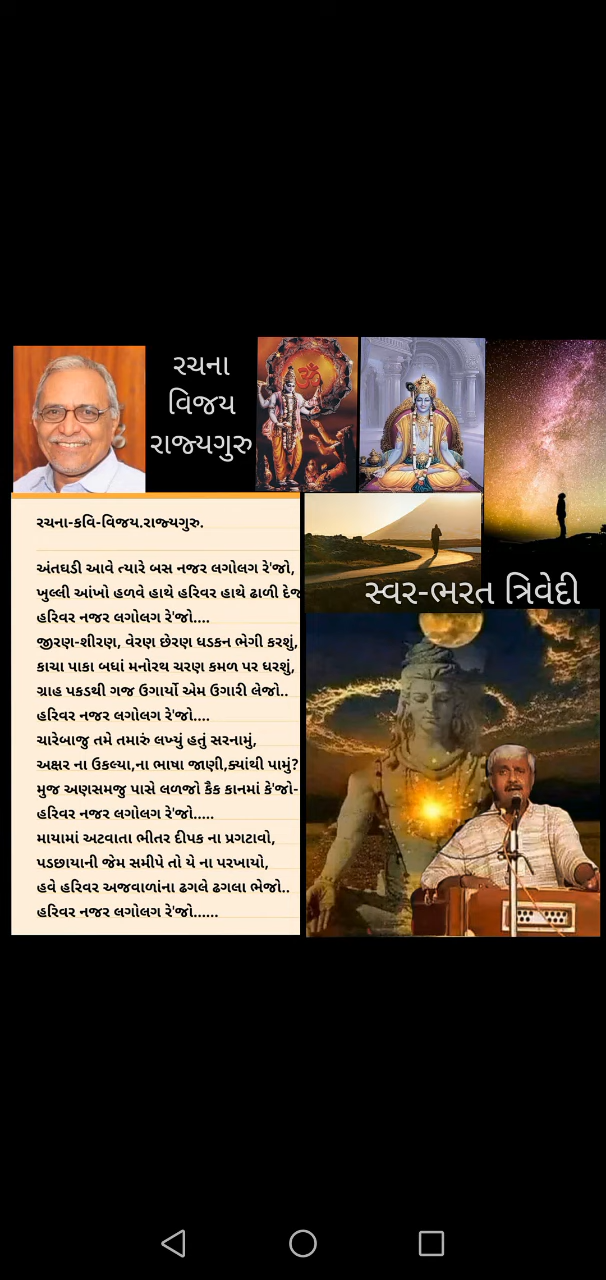 રચના
વિજય
રાજ્યગુરુ
રચના-કવિ-વિજય.રાજ્યગુરુ.
અંતઘડી આવે ત્યારે બસ નજર લગોલગ રે'જો,
ખુલ્લી આંખો હળવે હાથે હરિવર હાથે ઢાળી દેજ
હરિવર નજર લગોલગ રે'જો....
જીરણ-શીરણ, વેરણ છેરણ ધડકન ભેગી કરશું,
કાચા પાકા બધાં મનોરથ ચરણ કમળ પર ધરશું,
ગ્રાહ પકડથી ગજ ઉગાર્યો એમ ઉગારી લેજો..
હરિવર નજર લગોલગ રે'જો....
ચારેબાજુ તમે તમારું લખ્યું હતું સરનામું,
અક્ષર ના ઉકલ્યા,ના ભાષા જાણી,ક્યાંથી પામું?
મુજ અણસમજુ પાસે લળજો કૈક કાનમાં કે'જો-
હરિવર નજર લગોલગ રે'જો.....
માયામાં અટવાતા ભીતર દીપક ના પ્રગટાવો,
પડછાયાની જેમ સમીપે તો યે ના પરખાયો,
હવે હરિવર અજવાળાંના ઢગલે ઢગલા ભેજો..
હરિવર નજર લગોલગ રે'જો......
સ્વર-ભરત ત્રિવેદી
ॐ